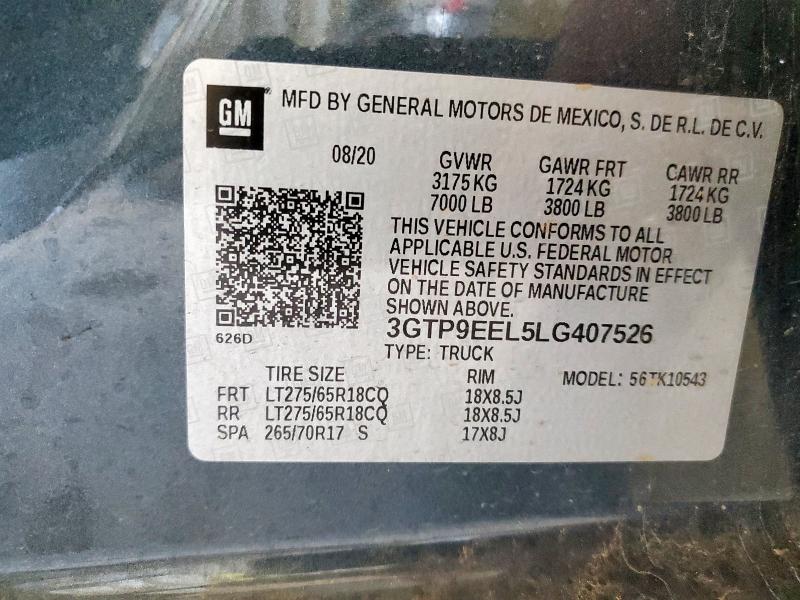 GM
MFD BY GENERAL MOTORS DE MEXICO, S. DE R.L. DE C.V.
08/20 GVWR GAWR FRT CAWR RR
3175 KG 1724 KG 1724 KG
7000 LB 3800 LB 3800 LB
THIS VEHICLE CONFORMS TO ALL
APPLICABLE U.S. FEDERAL MOTOR
VEHICLE SAFETY STANDARDS IN EFFECT
ON THE DATE OF MANUFACTURE
SHOWN ABOVE.
626D
3GTP9EEL5LG407526
TYPE: TRUCK
TIRE SIZE RIM MODEL: 56TK10543
FRT LT275/65R18CQ 18X8.5J
RR LT275/65R18CQ 18X8.5J
SPA 265/70R17 S 17X8J